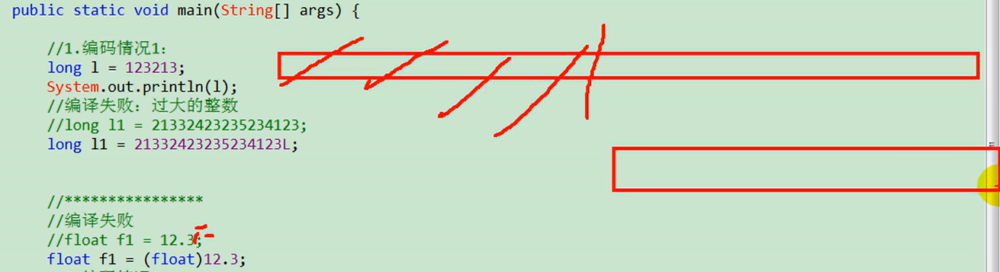 public static void main(String[] args) {
//1.编码情况1：
long l = 123213;
System.out.println(l);
//编译失败：过大的整数
//long l1 = 21332423235234123;
long l1 = 21332423235234123L;
//***************
//编译失败
//float f1 = 12.3;
float f1 = (float)12.3;